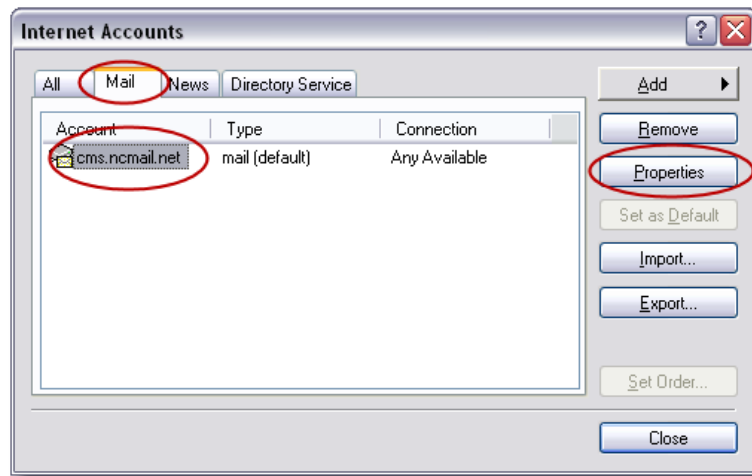 Internet Accounts
All Mail News Directory Service
Add
Account Type Connection
Remove
cms.ncmail.net mail (default) Any Available
Properties
Set as Default
Import...
Export...
Set Order...
Close